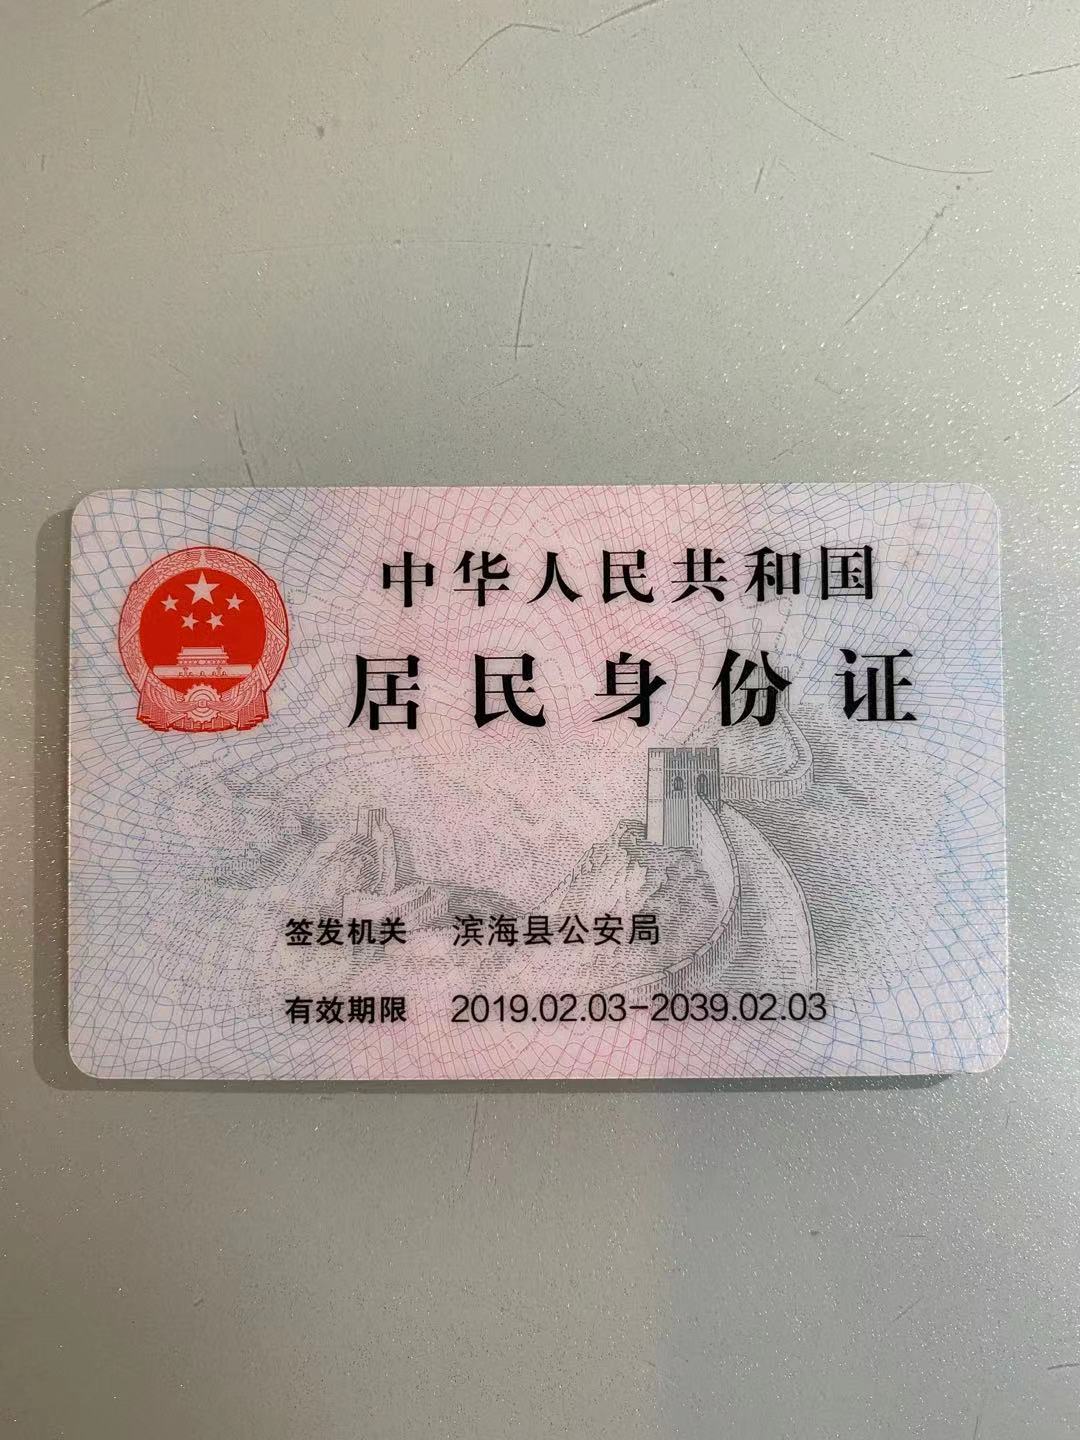 中华人民共和国
居民身份证
签发机关 滨海县公安局
有效期限 2019.02.03-2039.02.03